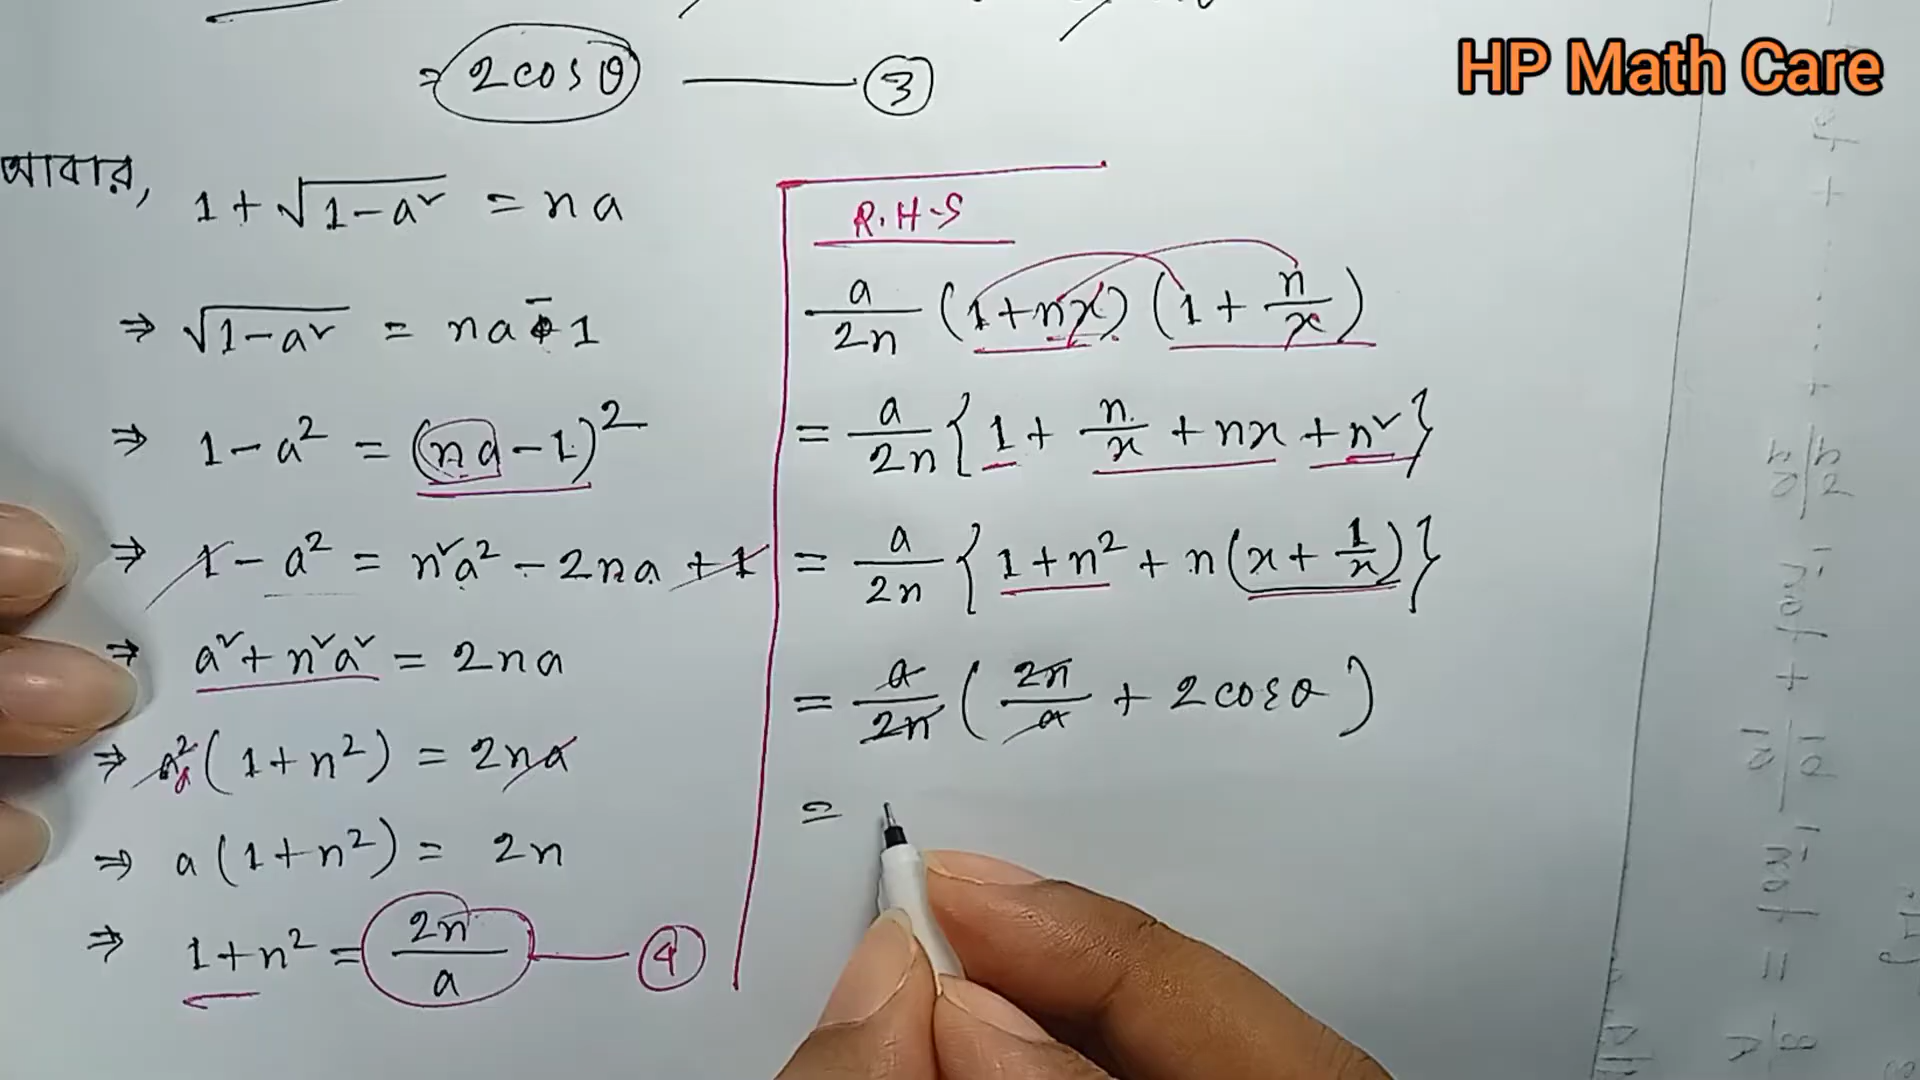 HP Math Care
= 2cosθ ——— ③
আবার,
1+√(1-a²) = na
⇒ √(1-a²) = na - 1
⇒ 1-a² = (na-1)²
⇒ 1-a² = n²a² - 2na + 1
⇒ a²+n²a² = 2na
⇒ a²(1+n²) = 2na
⇒ a(1+n²) = 2n
⇒ 1+n² = 2n/a —— ④
R.H.S
a/2n (1+nx)(1+n/x)
= a/2n {1+ n/x + nx + n²}
= a/2n {1+n² + n(x+ 1/x)}
= a/2n (2n/a + 2cosθ)
=